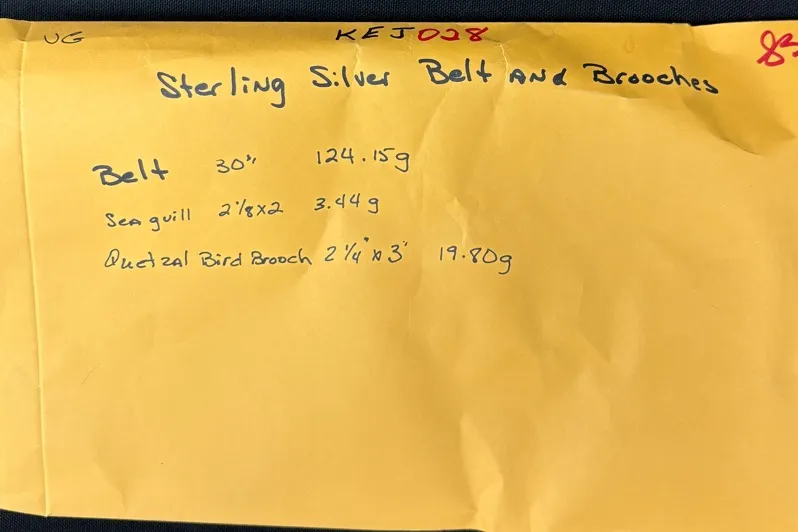 UG KEJ028
Sterling Silver Belt AND Brooches
Belt 30" 124.15g
Sea guill 2 1/8x2 3.44 g
Quetzal Bird Brooch 2 1/4" x 3" 19.80g